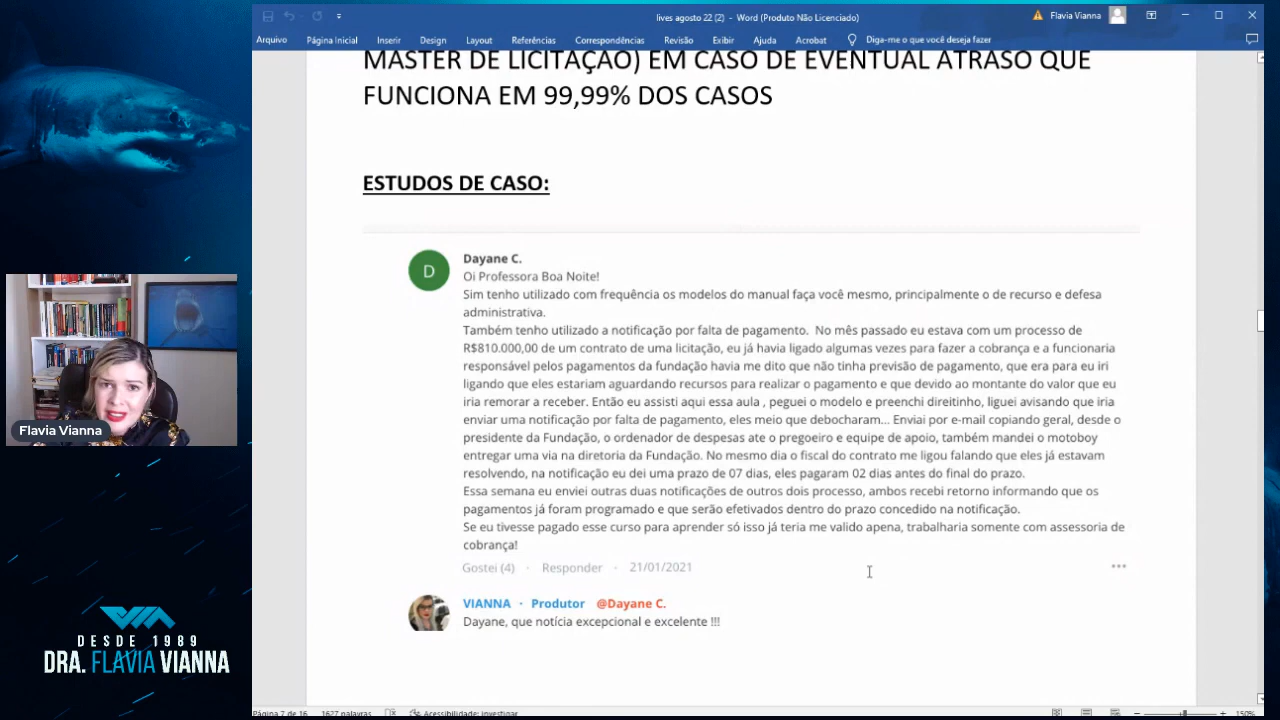 lives agosto 22 (2) - Word (Produto Não Licenciado)
Flavia Vianna
Arquivo Página Inicial Inserir Design Layout Referências Correspondências Revisão Exibir Ajuda Acrobat Diga-me o que você deseja fazer
MASTER DE LICITAÇÃO) EM CASO DE EVENTUAL ATRASO QUE
FUNCIONA EM 99,99% DOS CASOS
ESTUDOS DE CASO:
D
Dayane C.
Oi Professora Boa Noite!
Sim tenho utilizado com frequência os modelos do manual faça você mesmo, principalmente o de recurso e defesa
administrativa.
Também tenho utilizado a notificação por falta de pagamento. No mês passado eu estava com um processo de
R$810.000,00 de um contrato de uma licitação, eu já havia ligado algumas vezes para fazer a cobrança e a funcionaria
responsável pelos pagamentos da fundação havia me dito que não tinha previsão de pagamento, que era para eu iri
ligando que eles estariam aguardando recursos para realizar o pagamento e que devido ao montante do valor que eu
iria remorar a receber. Então eu assisti aqui essa aula , peguei o modelo e preenchi direitinho, liguei avisando que iria
enviar uma notificação por falta de pagamento, eles meio que debocharam... Enviai por e-mail copiando geral, desde o
presidente da Fundação, o ordenador de despesas ate o pregoeiro e equipe de apoio, também mandei o motoboy
entregar uma via na diretoria da Fundação. No mesmo dia o fiscal do contrato me ligou falando que eles já estavam
resolvendo, na notificação eu dei uma prazo de 07 dias, eles pagaram 02 dias antes do final do prazo.
Essa semana eu enviei outras duas notificações de outros dois processo, ambos recebi retorno informando que os
pagamentos já foram programado e que serão efetivados dentro do prazo concedido na notificação.
Se eu tivesse pagado esse curso para aprender só isso já teria me valido apena, trabalharia somente com assessoria de
cobrança!
Gostei (4) · Responder · 21/01/2021
VIANNA · Produtor @Dayane C.
Dayane, que notícia excepcional e excelente !!!
Flavia Vianna
DESDE 1989
DRA. FLAVIA VIANNA
Página 7 de 16 1627 palavras Acessibilidade: investigar 150%